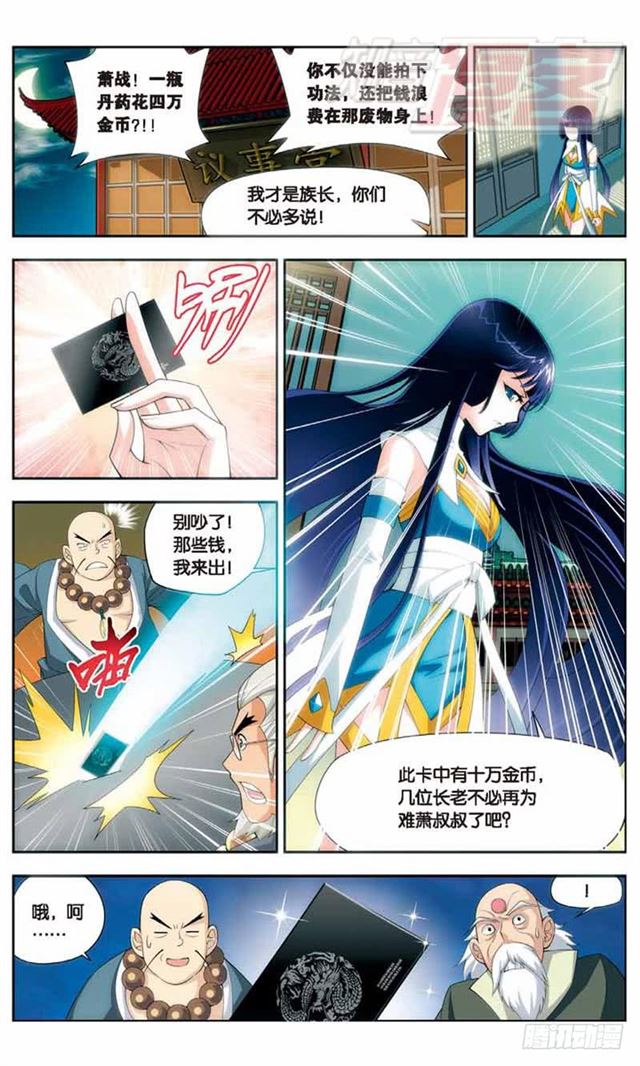 萧战！一瓶
丹药花四万
金币?!!
你不仅没能拍下
功法，还把钱浪
费在那废物身上！
议事宫
我才是族长，你们
不必多说！
唰
别吵了！
那些钱，
我来出！
啪
此卡中有十万金币，
几位长老不必再为
难萧叔叔了吧？
哦，呵
……
！
腾讯动漫